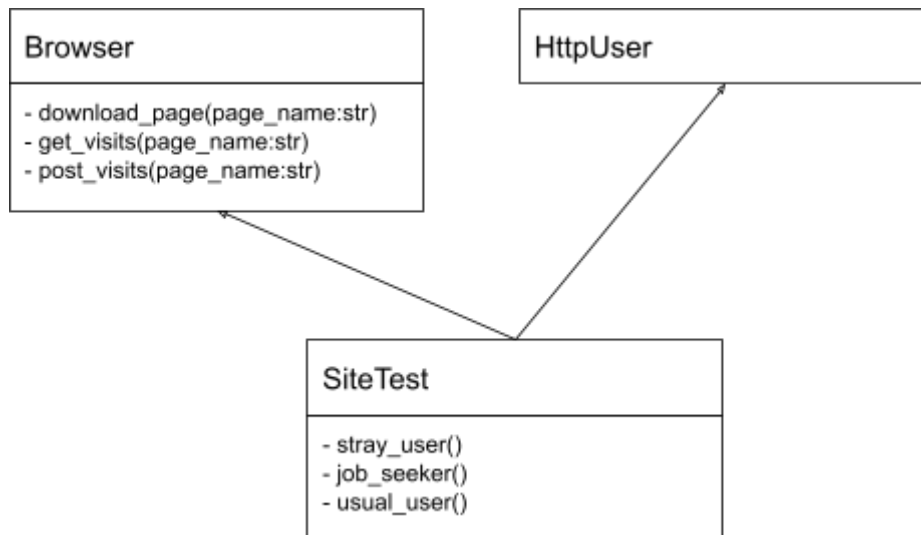 Browser
- download_page(page_name:str)
- get_visits(page_name:str)
- post_visits(page_name:str)
HttpUser
SiteTest
- stray_user()
- job_seeker()
- usual_user()